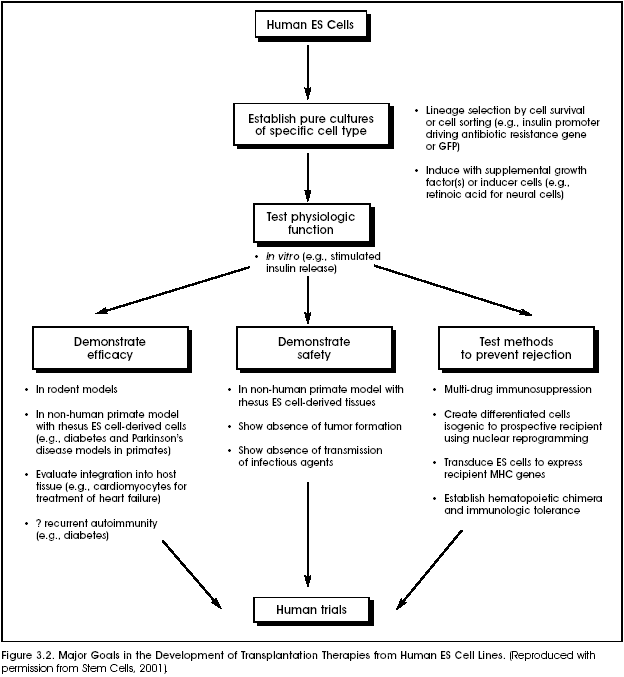 Human ES Cells
Establish pure cultures
of specific cell type
• Lineage selection by cell survival
or cell sorting (e.g., insulin promoter
driving antibiotic resistance gene
or GFP)
• Induce with supplemental growth
factor(s) or inducer cells (e.g.,
retinoic acid for neural cells)
Test physiologic
function
• In vitro (e.g., stimulated
insulin release)
Demonstrate
efficacy
• In rodent models
• In non-human primate model
with rhesus ES cell-derived cells
(e.g., diabetes and Parkinson's
disease models in primates)
• Evaluate integration into host
tissue (e.g., cardiomyocytes for
treatment of heart failure)
• ? recurrent autoimmunity
(e.g., diabetes)
Demonstrate
safety
• In non-human primate model with
rhesus ES cell-derived tissues
• Show absence of tumor formation
• Show absence of transmission
of infectious agents
Test methods
to prevent rejection
• Multi-drug immunosuppression
• Create differentiated cells
isogenic to prospective recipient
using nuclear reprogramming
• Transduce ES cells to express
recipient MHC genes
• Establish hematopoietic chimera
and immunologic tolerance
Human trials
Figure 3.2. Major Goals in the Development of Transplantation Therapies from Human ES Cell Lines. (Reproduced with
permission from Stem Cells, 2001).